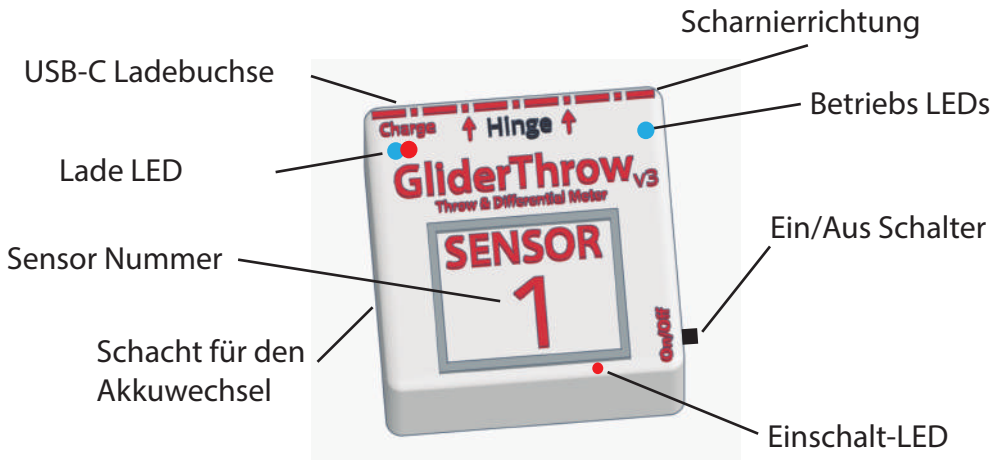 Scharnierrichtung
USB-C Ladebuchse
Betriebs LEDs
Charge
Hinge
Lade LED
GliderThrow v3
Throw & Differential Meter
Ein/Aus Schalter
SENSOR
Sensor Nummer
1
On/Off
Schacht für den
Akkuwechsel
Einschalt-LED